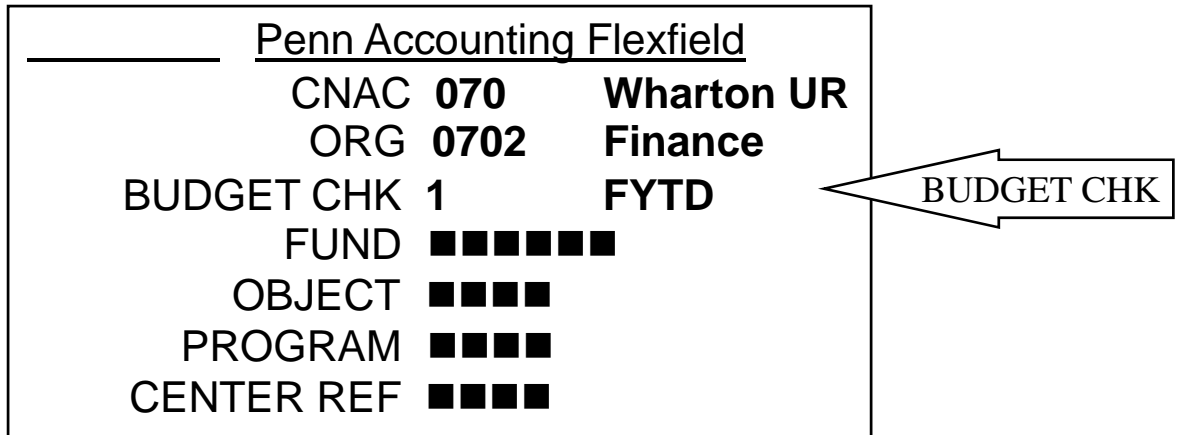 Penn Accounting Flexfield
CNAC 070 Wharton UR
ORG 0702 Finance
BUDGET CHK 1 FYTD
BUDGET CHK
FUND ■■■■■■
OBJECT ■■■■
PROGRAM ■■■■
CENTER REF ■■■■